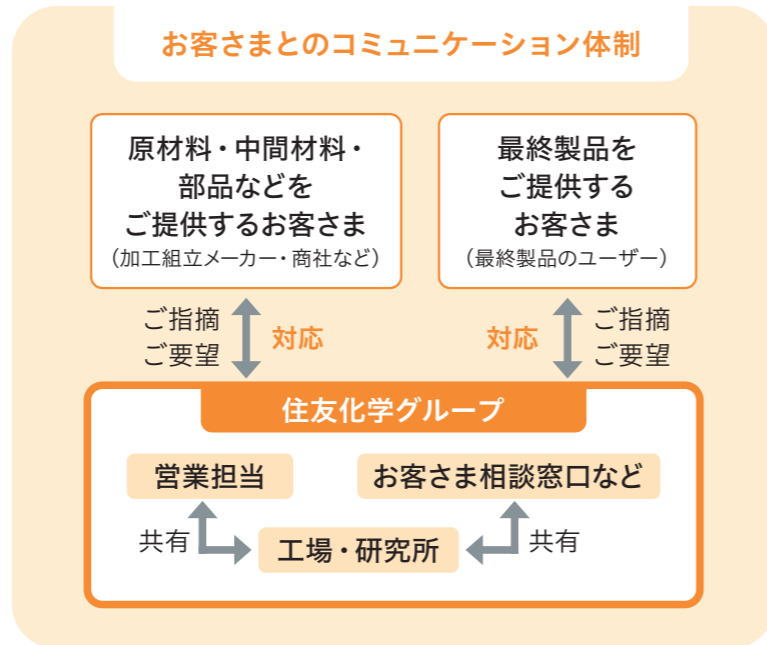 お客さまとのコミュニケーション体制
原材料・中間材料・
部品などを
ご提供するお客さま
（加工組立メーカー・商社など）
最終製品を
ご提供する
お客さま
（最終製品のユーザー）
ご指摘
ご要望
対応
対応
ご指摘
ご要望
住友化学グループ
営業担当
お客さま相談窓口など
共有
工場・研究所
共有